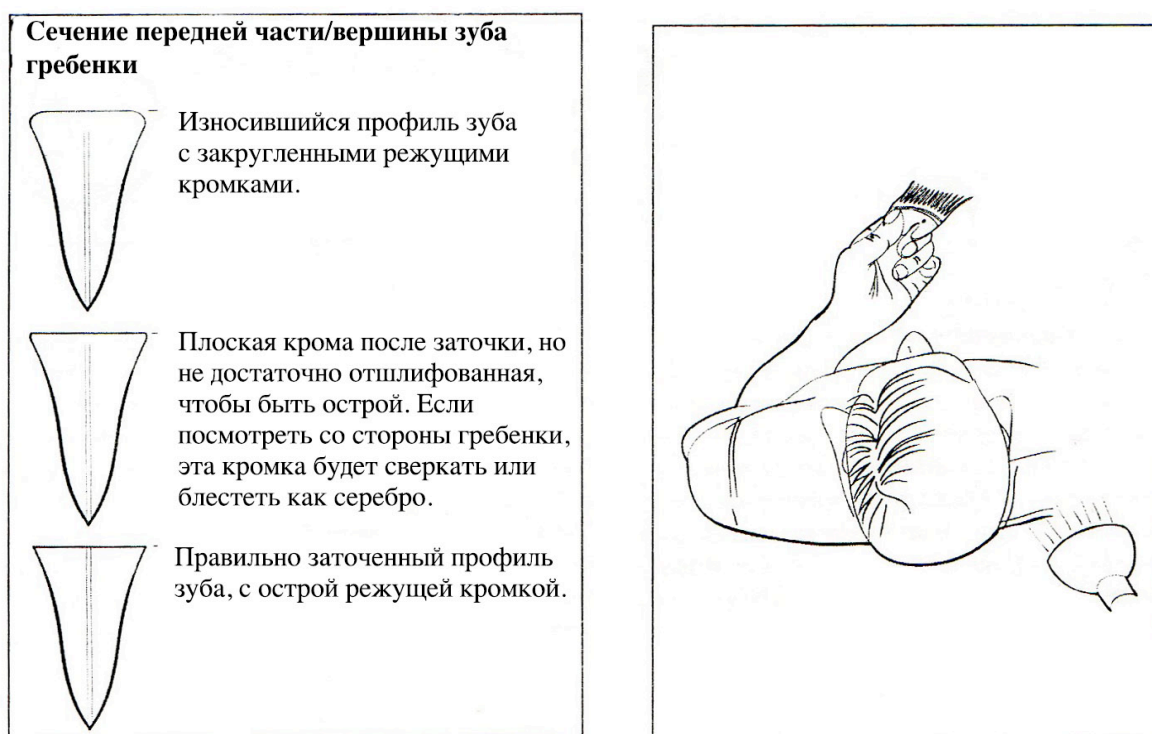 Сечение передней части/вершины зуба
гребенки
Износившийся профиль зуба
с закругленными режущими
кромками.
Плоская крома после заточки, но
не достаточно отшлифованная,
чтобы быть острой. Если
посмотреть со стороны гребенки,
эта кромка будет сверкать или
блестеть как серебро.
Правильно заточенный профиль
зуба, с острой режущей кромкой.